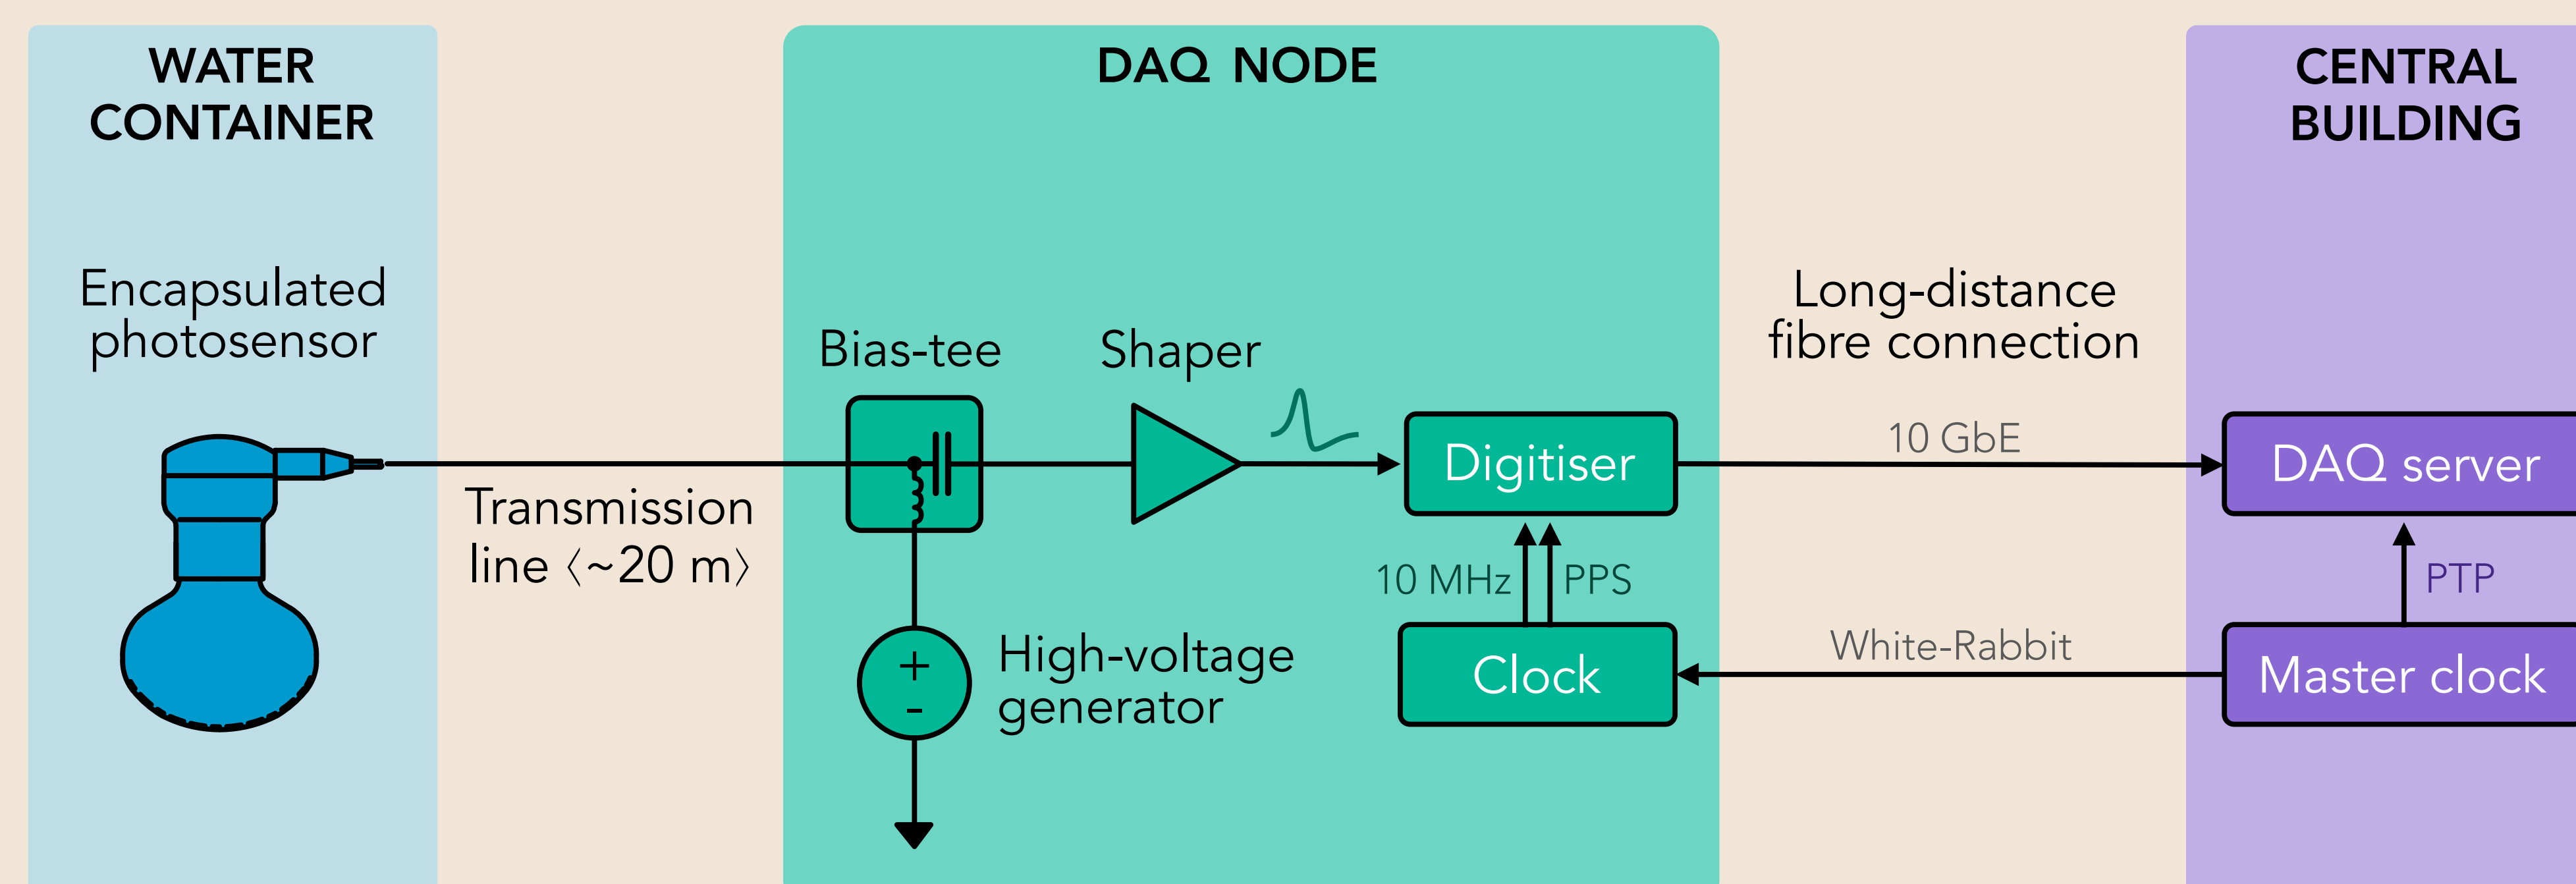 WATER
CONTAINER
Encapsulated
photosensor
Transmission
line ⟨~20 m⟩
DAQ NODE
Bias-tee
Shaper
Digitiser
10 MHz
PPS
High-voltage
generator
+
-
Clock
Long-distance
fibre connection
10 GbE
White-Rabbit
CENTRAL
BUILDING
DAQ server
PTP
Master clock